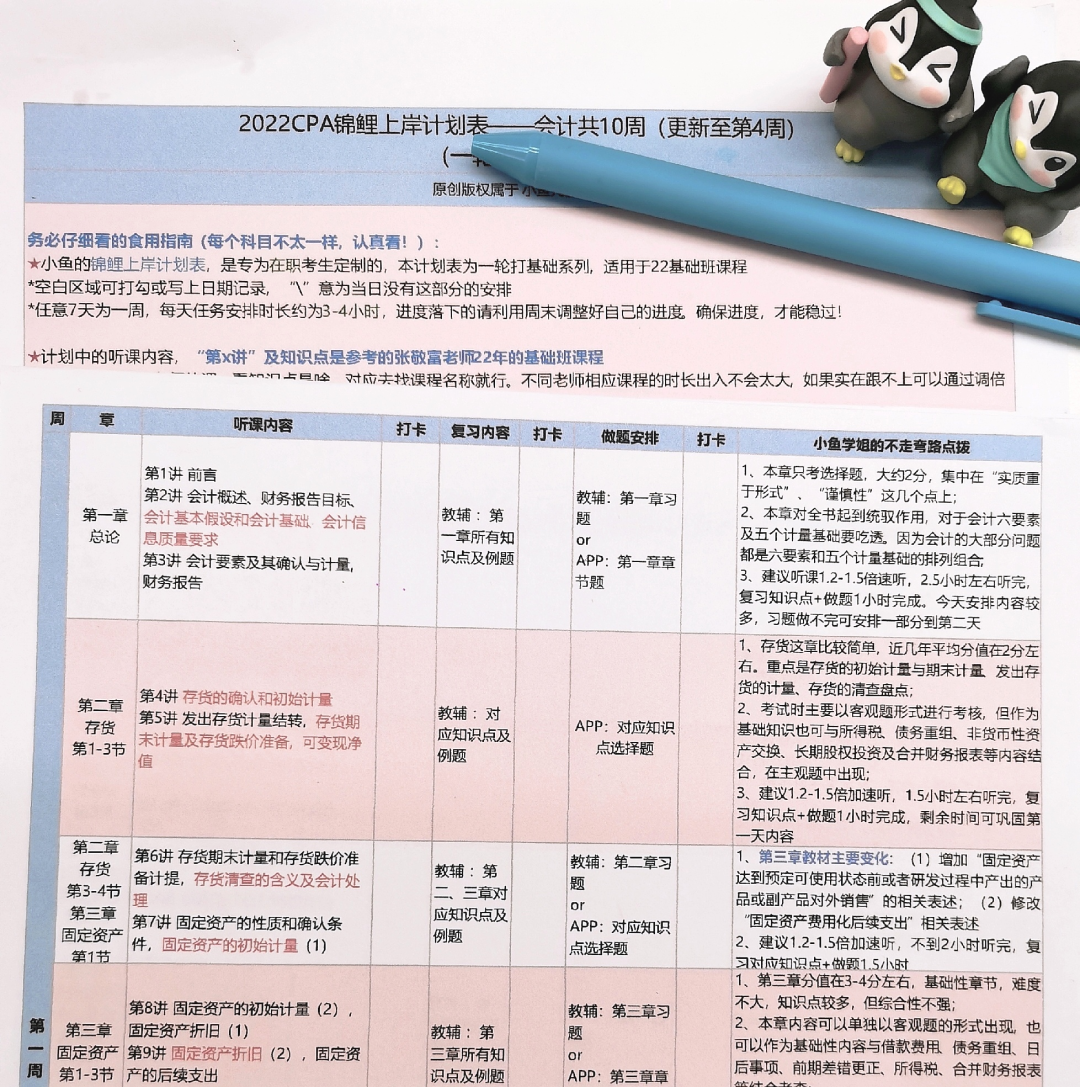 2022CPA锦鲤上岸计划表——会计共10周（更新至第4周）
（一
原创版权属于 小鱼
务必仔细看的食用指南（每个科目不太一样，认真看！）：
★小鱼的锦鲤上岸计划表，是专为在职考生定制的，本计划表为一轮打基础系列，适用于22基础班课程
*空白区域可打勾或写上日期记录，“\”意为当日没有这部分的安排
*任意7天为一周，每天任务安排时长约为3-4小时，进度落下的请利用周末调整好自己的进度。确保进度，才能稳过！
★计划中的听课内容，“第x讲”及知识点是参考的张敬富老师22年的基础班课程
对应去找课程名称就行。不同老师相应课程的时长出入不会太大，如果实在跟不上可以通过调倍
周 章 听课内容 打卡 复习内容 打卡 做题安排 打卡 小鱼学姐的不走弯路点拨
第一章
总论
第1讲 前言
第2讲 会计概述、财务报告目标、
会计基本假设和会计基础、会计信
息质量要求
第3讲 会计要素及其确认与计量，
财务报告
教辅：第
一章所有知
识点及例题
教辅：第一章习
题
or
APP：第一章章
节题
1、本章只考选择题，大约2分，集中在“实质重
于形式”、“谨慎性”这几个点上；
2、本章对全书起到统驭作用，对于会计六要素
及五个计量基础要吃透。因为会计的大部分问题
都是六要素和五个计量基础的排列组合；
3、建议听课1.2-1.5倍速听，2.5小时左右听完，
复习知识点+做题1小时完成。今天安排内容较
多，习题做不完可安排一部分到第二天
第二章
存货
第1-3节
第4讲 存货的确认和初始计量
第5讲 发出存货计量结转，存货期
末计量及存货跌价准备，可变现净
值
教辅：对
应知识点及
例题
APP：对应知识
点选择题
1、存货这章比较简单，近几年平均分值在2分左
右。重点是存货的初始计量与期末计量、发出存
货的计量、存货的清查盘点；
2、考试时主要以客观题形式进行考核，但作为
基础知识也可与所得税、债务重组、非货币性资
产交换、长期股权投资及合并财务报表等内容结
合，在主观题中出现；
3、建议1.2-1.5倍加速听，1.5小时左右听完，复
习知识点+做题1小时完成，剩余时间可巩固第
一天内容
第二章
存货
第3-4节
第三章
固定资产
第1节
第6讲 存货期末计量和存货跌价准
备计提，存货清查的含义及会计处
理
第7讲 固定资产的性质和确认条
件，固定资产的初始计量（1）
教辅：第
二、三章对
应知识点及
例题
教辅：第二章习
题
or
APP：对应知识
点选择题
1、第三章教材主要变化：（1）增加“固定资产
达到预定可使用状态前或者研发过程中产出的产
品或副产品对外销售”的相关表述；（2）修改
“固定资产费用化后续支出”相关表述
2、建议1.2-1.5倍加速听，不到2小时听完，复
习对应知识点+做题1.5小时
第一周
第三章
固定资产
第1-3节
第8讲 固定资产的初始计量（2），
固定资产折旧（1）
第9讲 固定资产折旧（2），固定资
产的后续支出
教辅：第
三章所有知
识点及例题
教辅：第三章习
题
or
APP：第三章章
1、第三章分值在3-4分左右，基础性章节，难度
不大，知识点较多，但综合性不强；
2、本章内容可以单独以客观题的形式出现，也
可以作为基础性内容与借款费用、债务重组、日
后事项、前期差错更正、所得税、合并财务报表